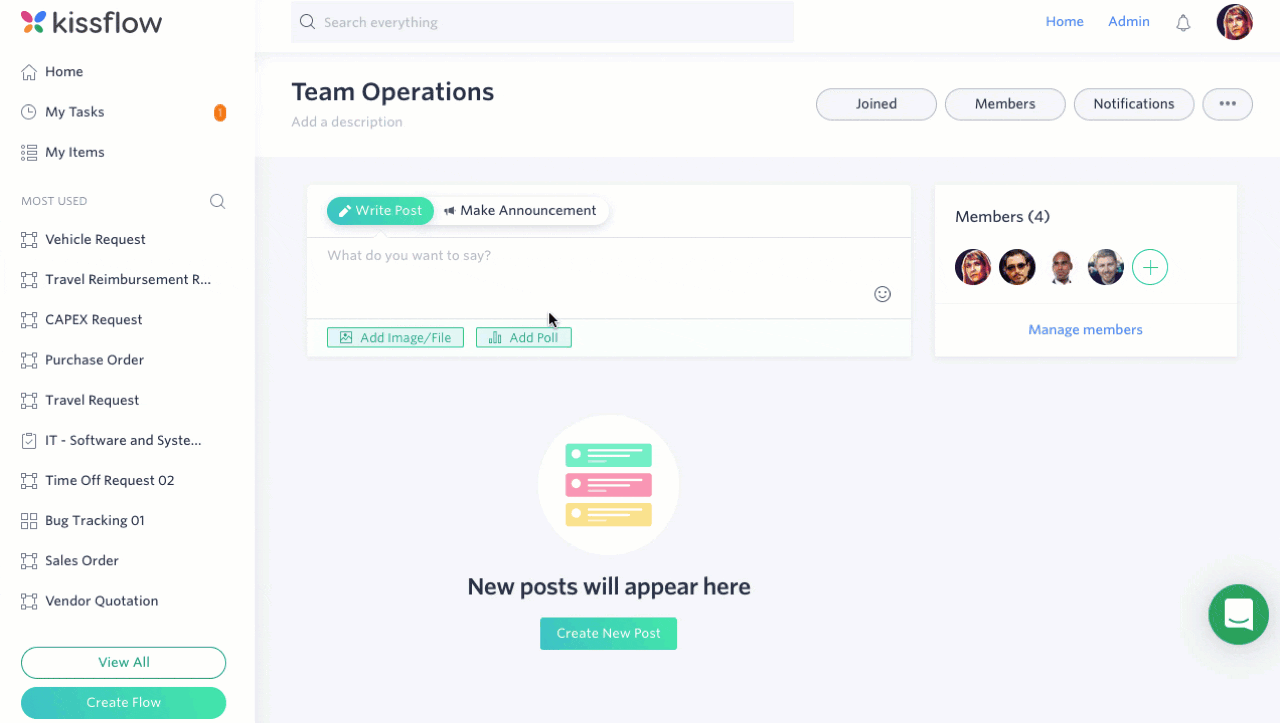 kissflow
Search everything
Home
Admin
Home
My Tasks
1
My Items
MOST USED
Vehicle Request
Travel Reimbursement R...
CAPEX Request
Purchase Order
Travel Request
IT - Software and Syste...
Time Off Request 02
Bug Tracking 01
Sales Order
Vendor Quotation
View All
Create Flow
Team Operations
Add a description
Joined
Members
Notifications
Write Post
Make Announcement
What do you want to say?
Add Image/File
Add Poll
Members (4)
Manage members
New posts will appear here
Create New Post